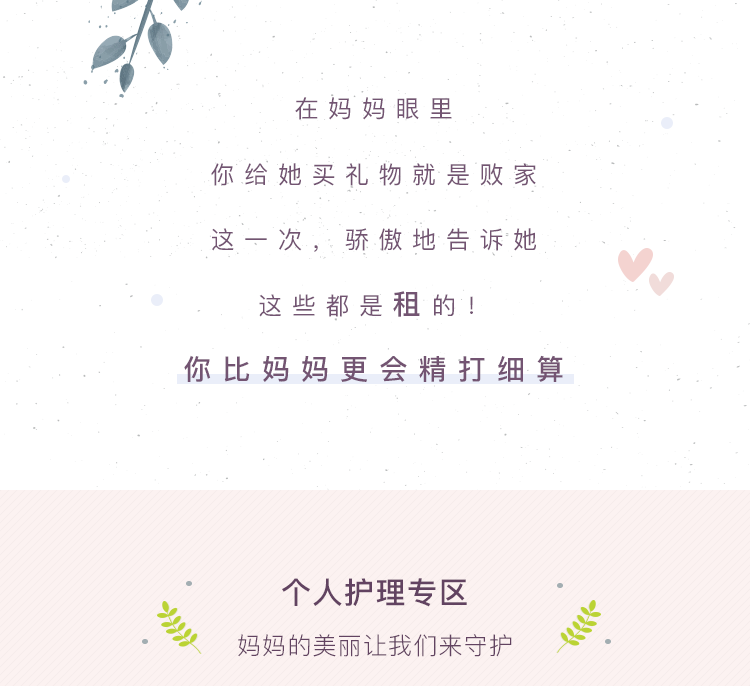 在妈妈眼里
你给她买礼物就是败家
这一次，骄傲地告诉她
这些都是租的！
你比妈妈更会精打细算
个人护理专区
妈妈的美丽让我们来守护